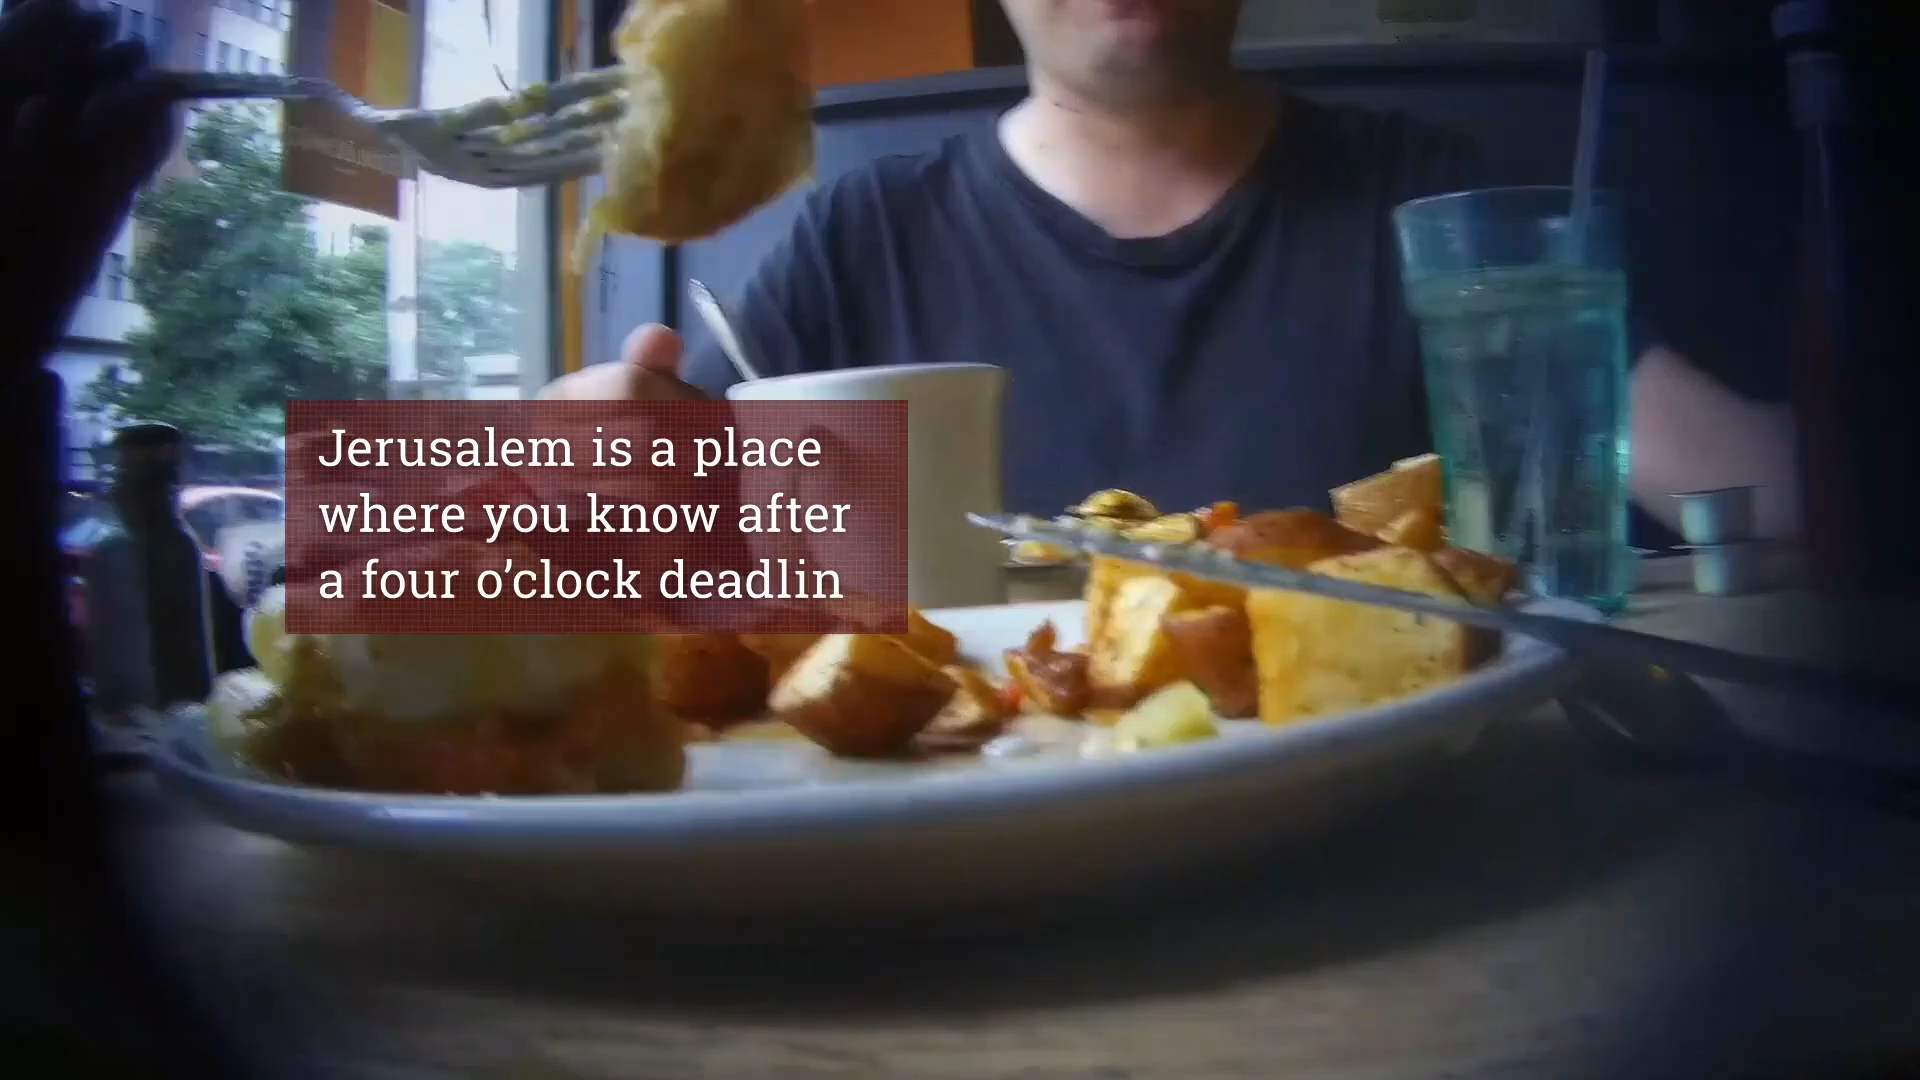 Jerusalem is a place
where you know after
a four o’clock deadlin